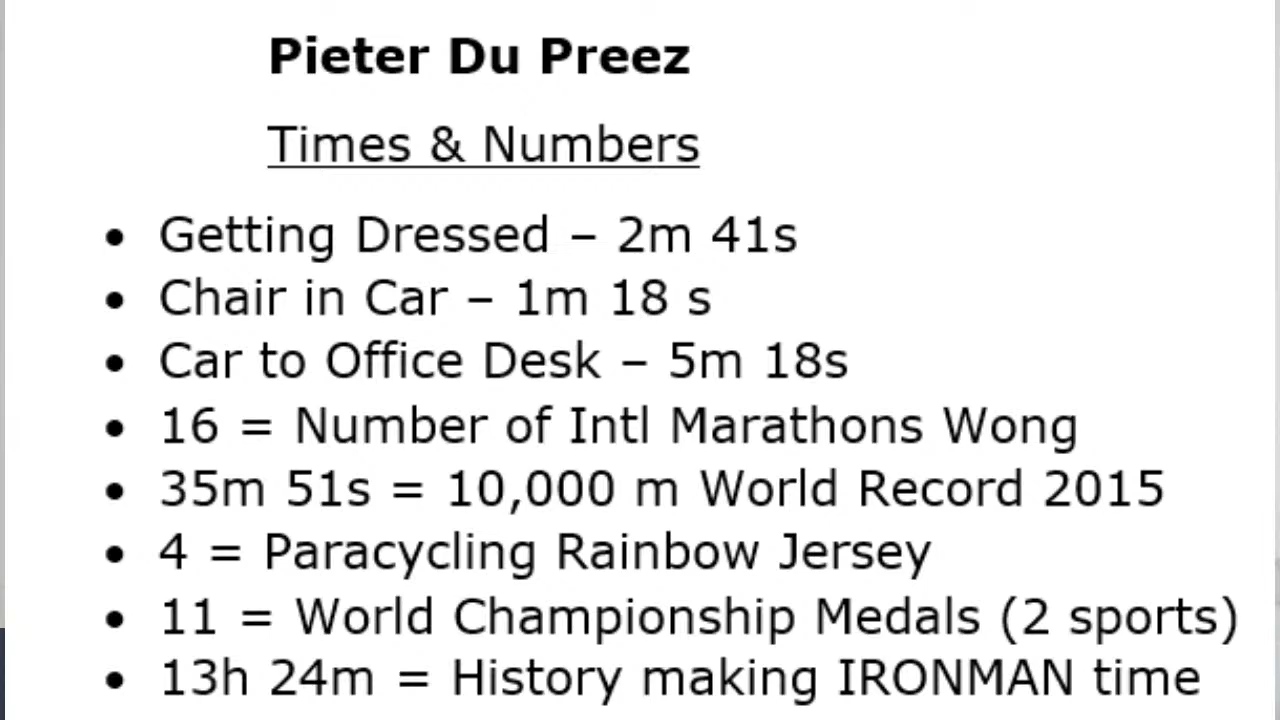 Pieter Du Preez
Times & Numbers
• Getting Dressed – 2m 41s
• Chair in Car – 1m 18 s
• Car to Office Desk – 5m 18s
• 16 = Number of Intl Marathons Wong
• 35m 51s = 10,000 m World Record 2015
• 4 = Paracycling Rainbow Jersey
• 11 = World Championship Medals (2 sports)
• 13h 24m = History making IRONMAN time